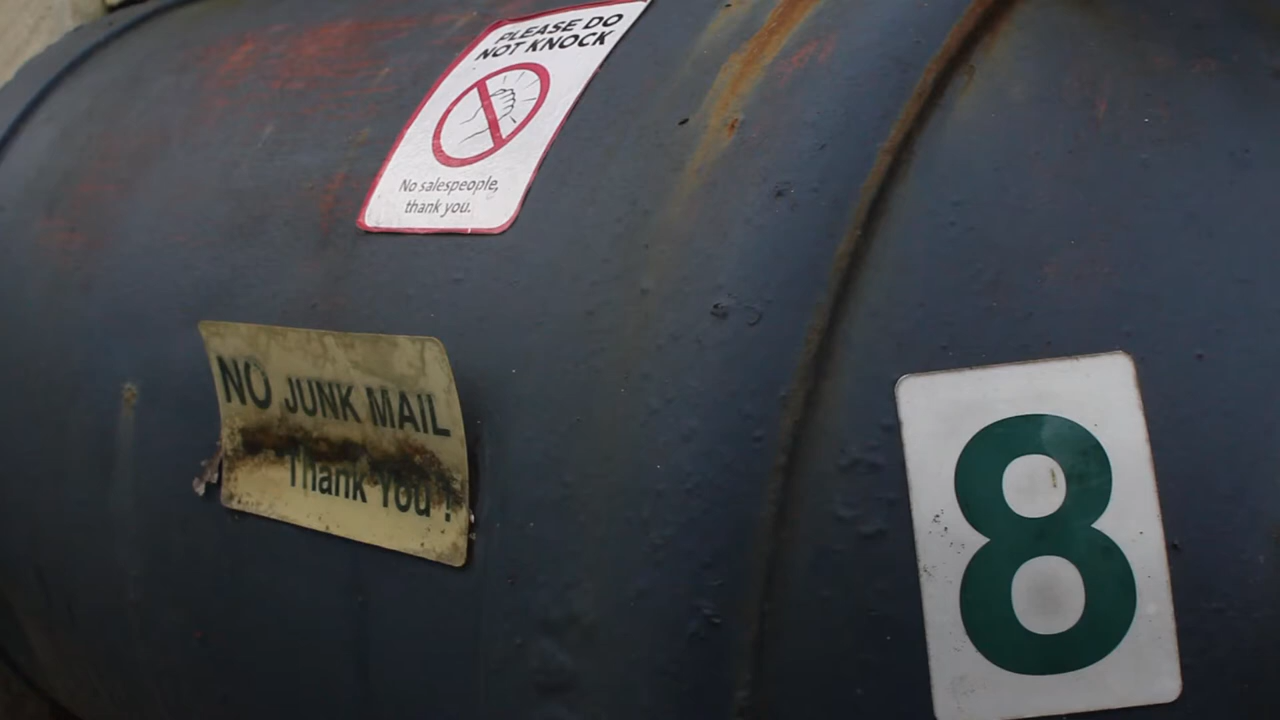 PLEASE DO
NOT KNOCK
No salespeople,
thank you.
NO JUNK MAIL
Thank You !
8